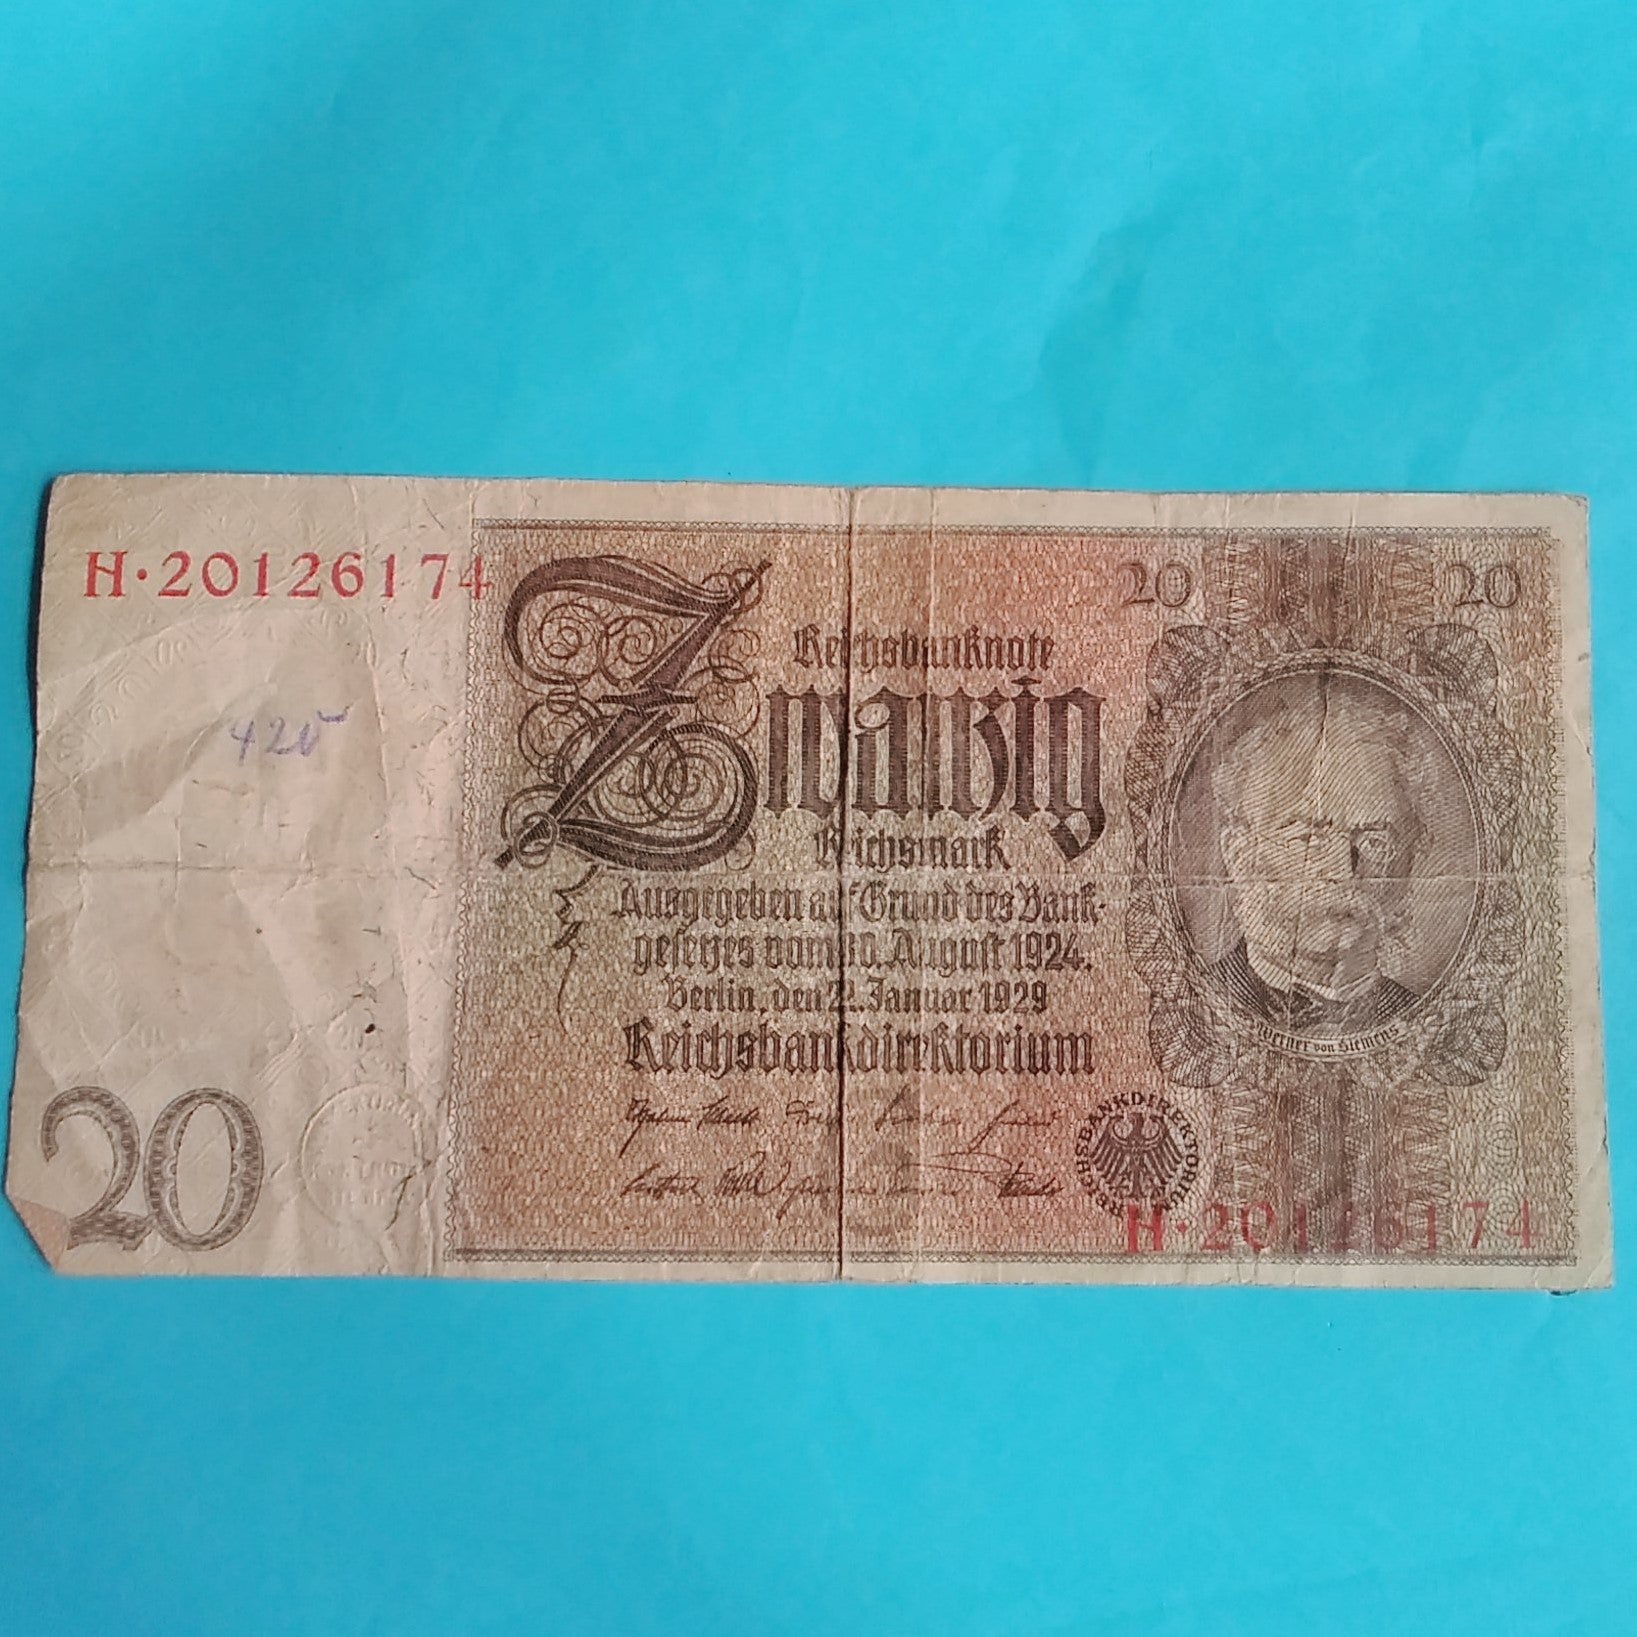 H·20126174
20 20
Reichsbanknote
Zwanzig
Reichsmark
420
Ausgegeben auf Grund des Bank-
gesetzes vom 30. August 1924.
Berlin, den 22. Januar 1929
Reichsbankdirektorium
Werner von Siemens
20
REICHSBANKDIREKTORIUM
H·20126174